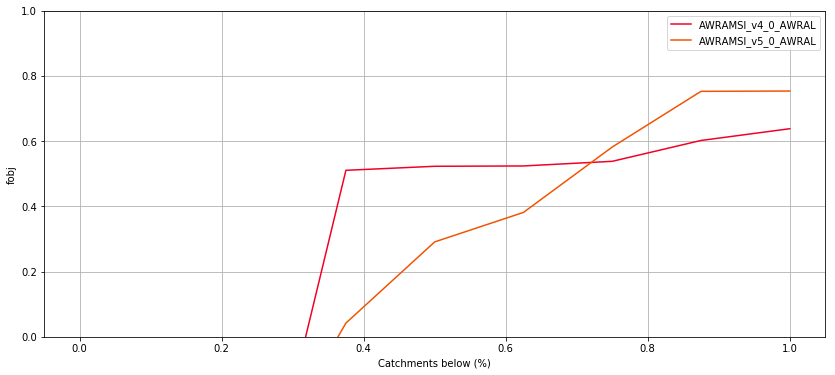 AWRAMSI_v4_0_AWRAL
AWRAMSI_v5_0_AWRAL
1.0
0.8
0.6
0.4
0.2
0.0
fobj
0.0 0.2 0.4 0.6 0.8 1.0
Catchments below (%)